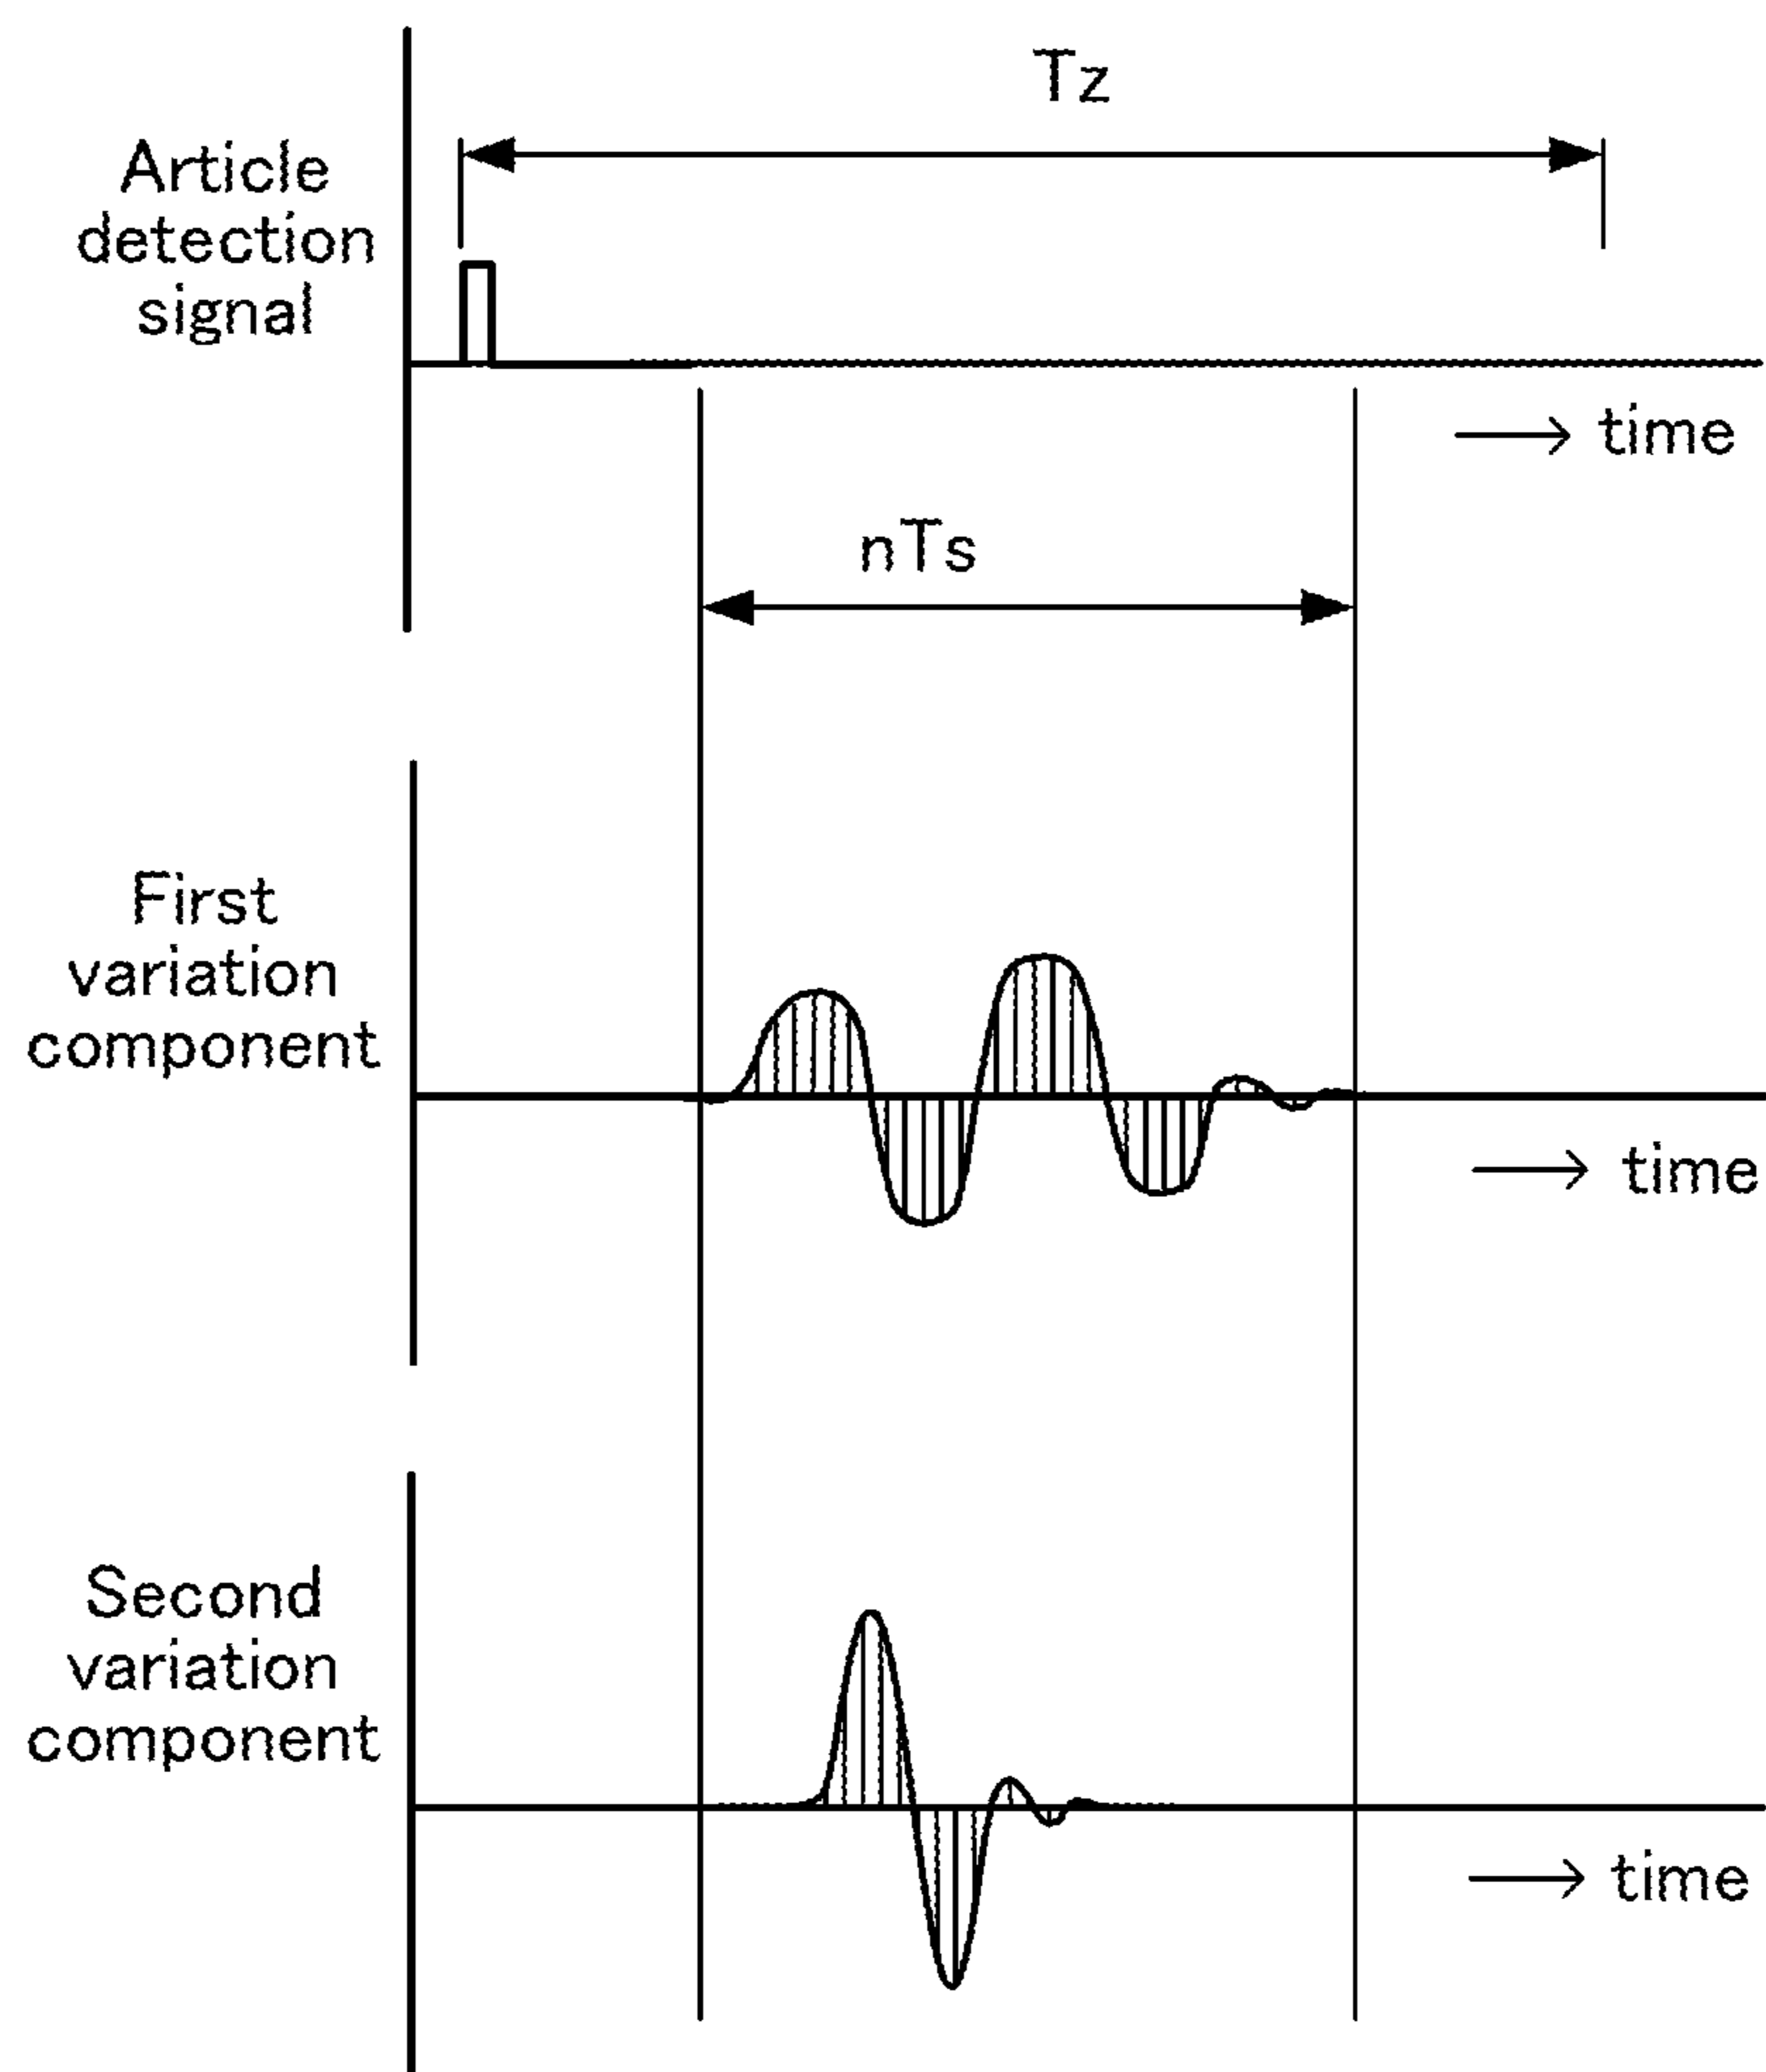 Tz
Article
detection
signal
time
nTs
First
variation
component
time
Second
variation
component
time